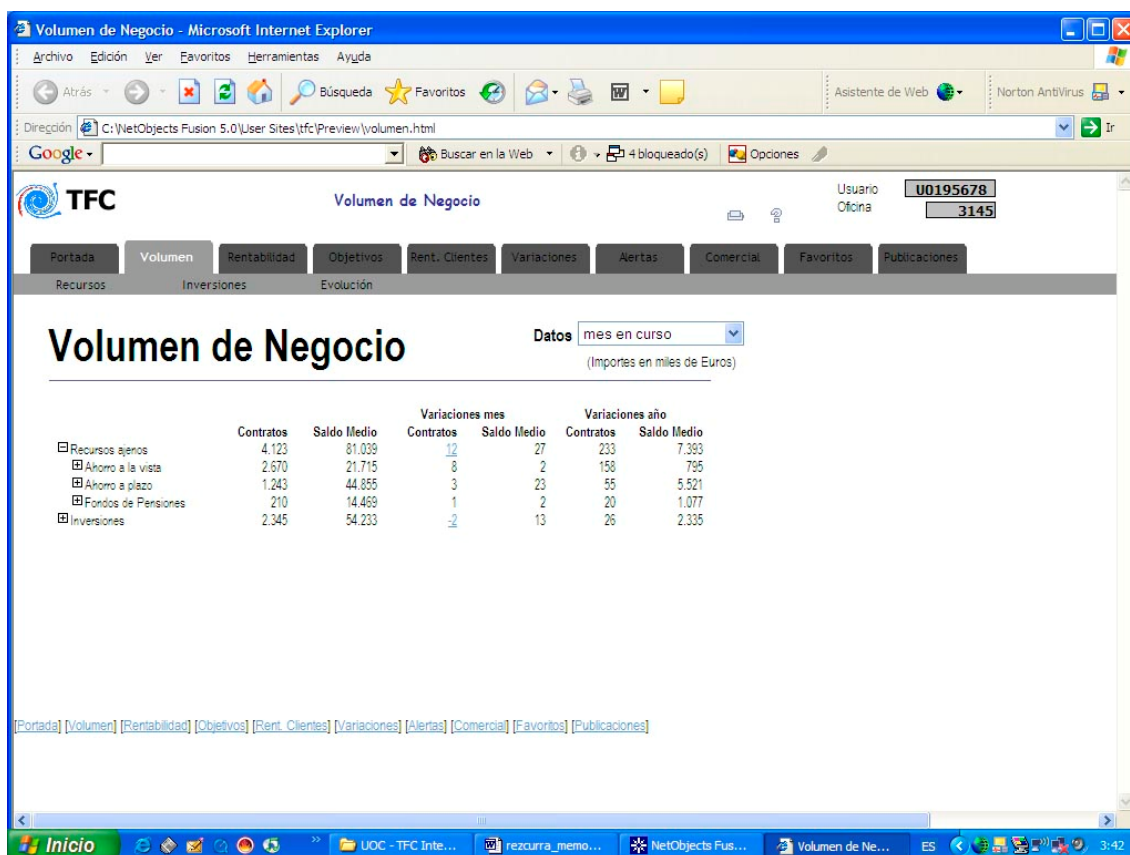 Volumen de Negocio - Microsoft Internet Explorer
Archivo Edición Ver Favoritos Herramientas Ayuda
Atrás Búsqueda Favoritos Asistente de Web Norton AntiVirus
Dirección C:\NetObjects Fusion 5.0\User Sites\tfc\Preview\volumen.html Ir
Google Buscar en la Web 4 bloqueado(s) Opciones
TFC Volumen de Negocio Usuario U0195678
Oficina 3145
Portada Volumen Rentabilidad Objetivos Rent. Clientes Variaciones Alertas Comercial Favoritos Publicaciones
Recursos Inversiones Evolución
Volumen de Negocio Datos mes en curso
(Importes en miles de Euros)
Variaciones mes Variaciones año
Contratos Saldo Medio Contratos Saldo Medio Contratos Saldo Medio
Recursos ajenos 4.123 81.039 12 27 233 7.393
Ahorro a la vista 2.670 21.715 8 2 158 795
Ahorro a plazo 1.243 44.855 3 23 55 5.521
Fondos de Pensiones 210 14.469 1 2 20 1.077
Inversiones 2.345 54.233 -2 13 26 2.335
[Portada] [Volumen] [Rentabilidad] [Objetivos] [Rent. Clientes] [Variaciones] [Alertas] [Comercial] [Favoritos] [Publicaciones]
Inicio UOC - TFC Inte... rezcurra_memo... NetObjects Fus... Volumen de Ne... ES 3:42